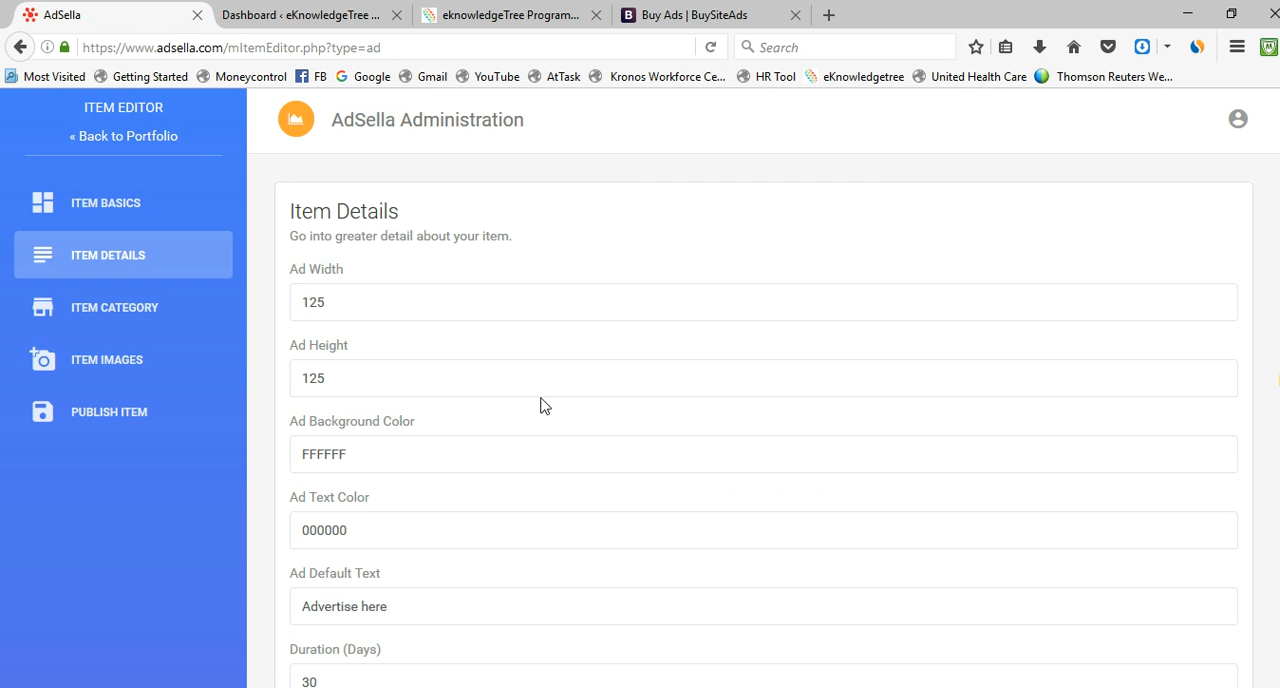 AdSella
Dashboard ‹ eKnowledgeTree ...
eknowledgeTree Program...
B Buy Ads | BuySiteAds
https://www.adsella.com/mItemEditor.php?type=ad
Search
Most Visited
Getting Started
Moneycontrol
FB
Google
Gmail
YouTube
AtTask
Kronos Workforce Ce...
HR Tool
eKnowledgetree
United Health Care
Thomson Reuters We...
ITEM EDITOR
« Back to Portfolio
ITEM BASICS
ITEM DETAILS
ITEM CATEGORY
ITEM IMAGES
PUBLISH ITEM
AdSella Administration
Item Details
Go into greater detail about your item.
Ad Width
125
Ad Height
125
Ad Background Color
FFFFFF
Ad Text Color
000000
Ad Default Text
Advertise here
Duration (Days)
30